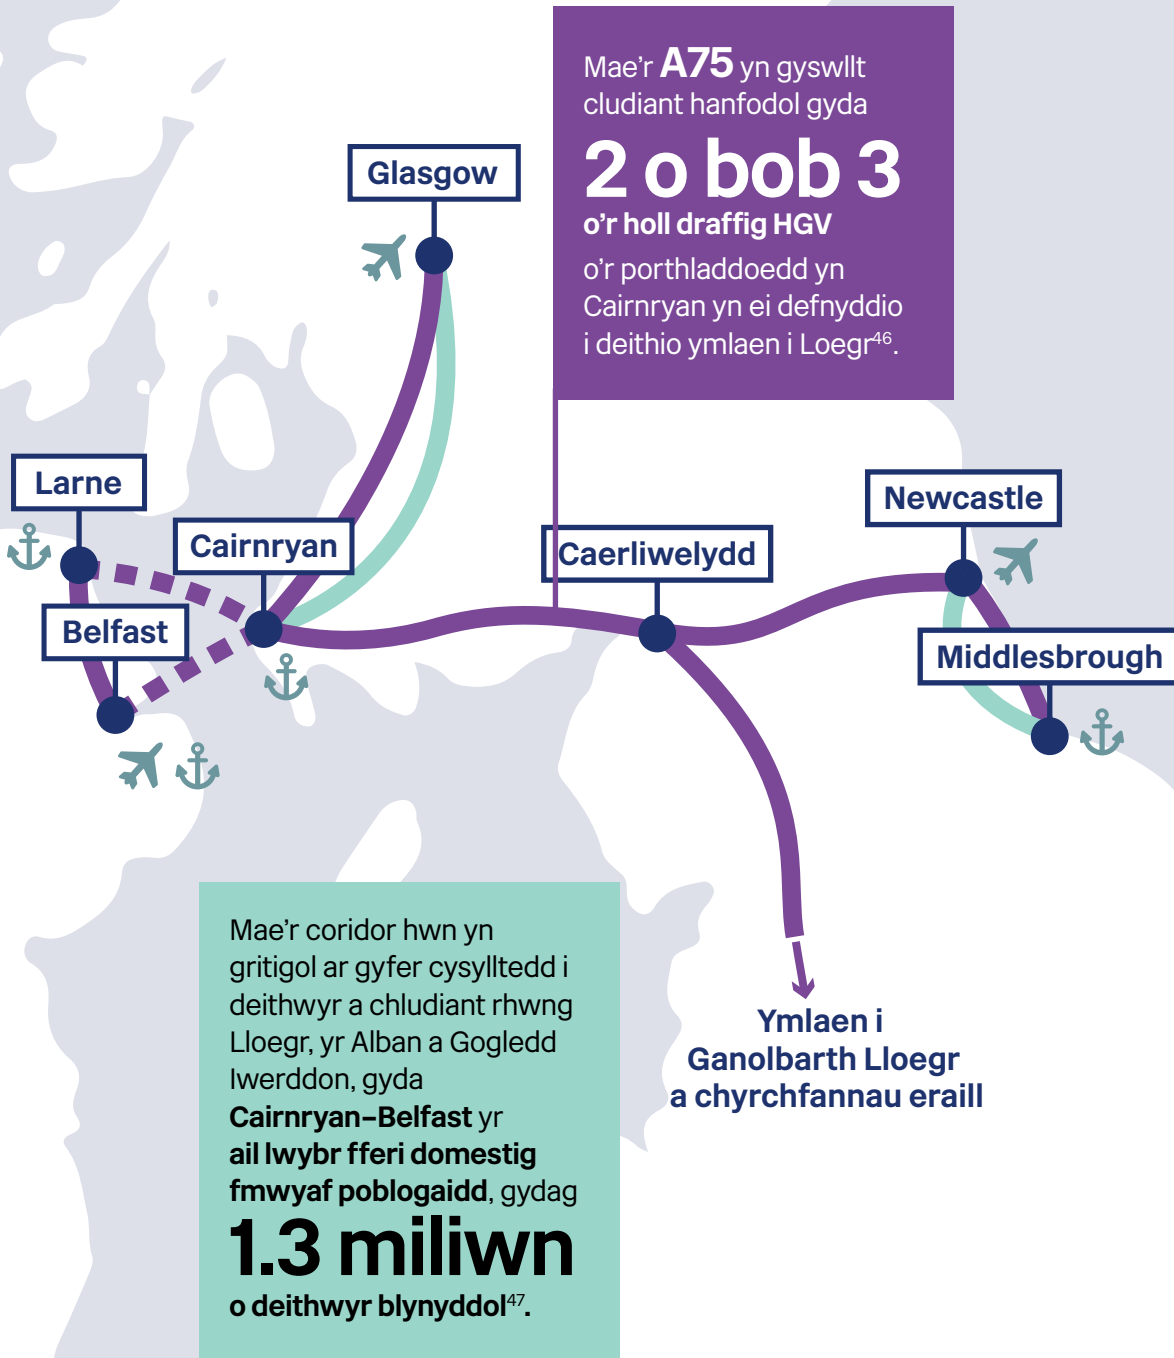 Mae'r A75 yn gyswllt
cludiant hanfodol gyda
2 o bob 3
o'r holl draffig HGV
o'r porthladdoedd yn
Cairnryan yn ei defnyddio
i deithio ymlaen i Loegr46.
Glasgow
Larne
Cairnryan
Belfast
Caerliwelydd
Newcastle
Middlesbrough
Mae'r coridor hwn yn
gritigol ar gyfer cysylltedd i
deithwyr a chludiant rhwng
Lloegr, yr Alban a Gogledd
Iwerddon, gyda
Cairnryan–Belfast yr
ail lwybr fferi domestig
fmwyaf poblogaidd, gydag
1.3 miliwn
o deithwyr blynyddol47.
Ymlaen i
Ganolbarth Lloegr
a chyrchfannau eraill